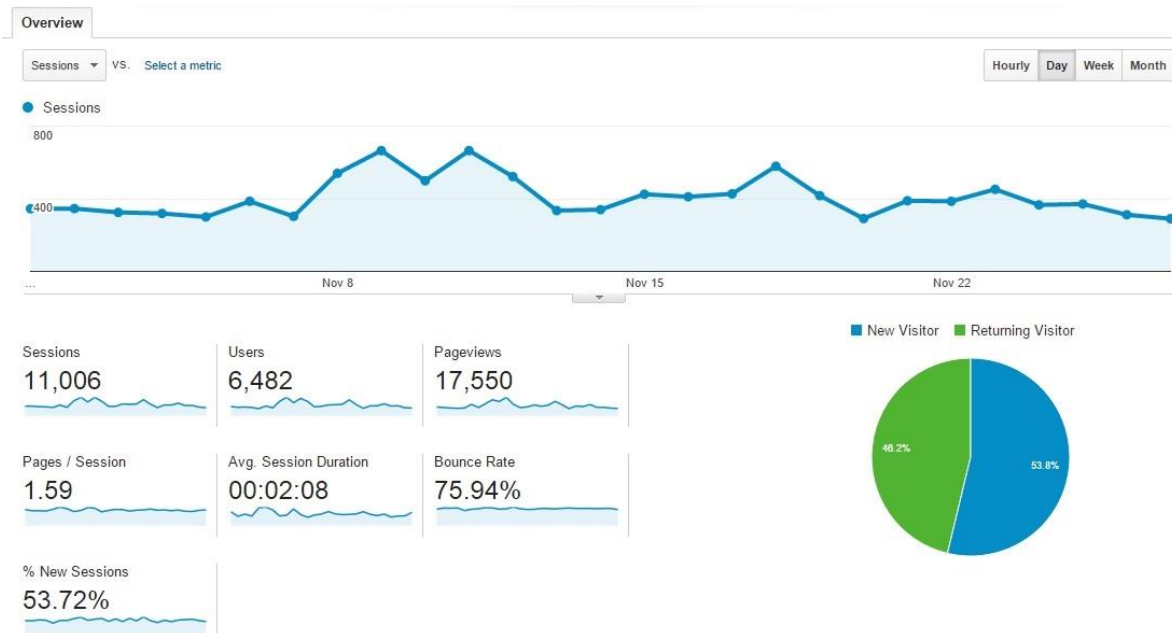 Overview
Sessions VS. Select a metric
Hourly Day Week Month
Sessions
800
400
... Nov 8 Nov 15 Nov 22
New Visitor Returning Visitor
Sessions Users Pageviews
11,006 6,482 17,550
46.2% 53.8%
Pages / Session Avg. Session Duration Bounce Rate
1.59 00:02:08 75.94%
% New Sessions
53.72%